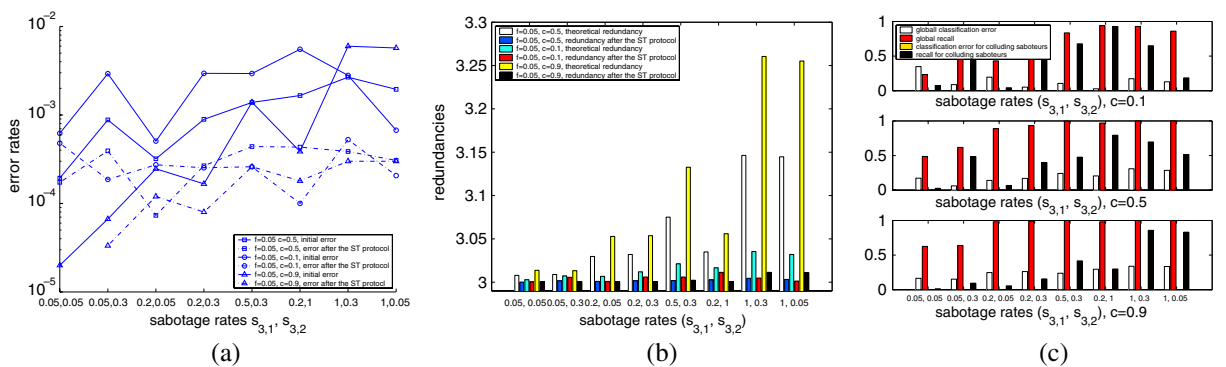 10⁻²
10⁻³
10⁻⁴
10⁻⁵
error rates
f=0.05 c=0.5, initial error
f=0.05, c=0.5, error after the ST protocol
f=0.05, c=0.1, initial error
f=0.05, c=0.1, error after the ST protocol
f=0.05, c=0.9, initial error
f=0.05, c=0.9, error after the ST protocol
0.05,0.05 0.05,0.3 0.2,0.05 0.2,0.3 0.5,0.3 0.2,1 1,0.3 1,0.05
sabotage rates s3,1, s3,2
(a)
3.3
3.25
3.2
3.15
3.1
3.05
3
redundancies
f=0.05, c=0.5, theoretical redundancy
f=0.05, c=0.5, redundancy after the ST protocol
f=0.05, c=0.1, theoretical redundancy
f=0.05, c=0.1, redundancy after the ST protocol
f=0.05, c=0.9, theoretical redundancy
f=0.05, c=0.9, redundancy after the ST protocol
0.05, 0.05 0.05, 0.3 0.2, 0.05 0.2, 0.3 0.5, 0.3 0.2, 1 1, 0.3 1, 0.05
sabotage rates (s3,1, s3,2)
(b)
1
0.5
0
globall classification error
global recall
classification error for colluding saboteurs
recall for colluding saboteurs
sabotage rates (s3,1, s3,2), c=0.1
1
0.5
0
sabotage rates (s3,1, s3,2), c=0.5
1
0.5
0
0.05, 0.05 0.05, 0.3 0.2, 0.05 0.2, 0.3 0.5, 0.3 0.2, 1 1, 0.3 1, 0.05
sabotage rates (s3,1, s3,2), c=0.9
(c)